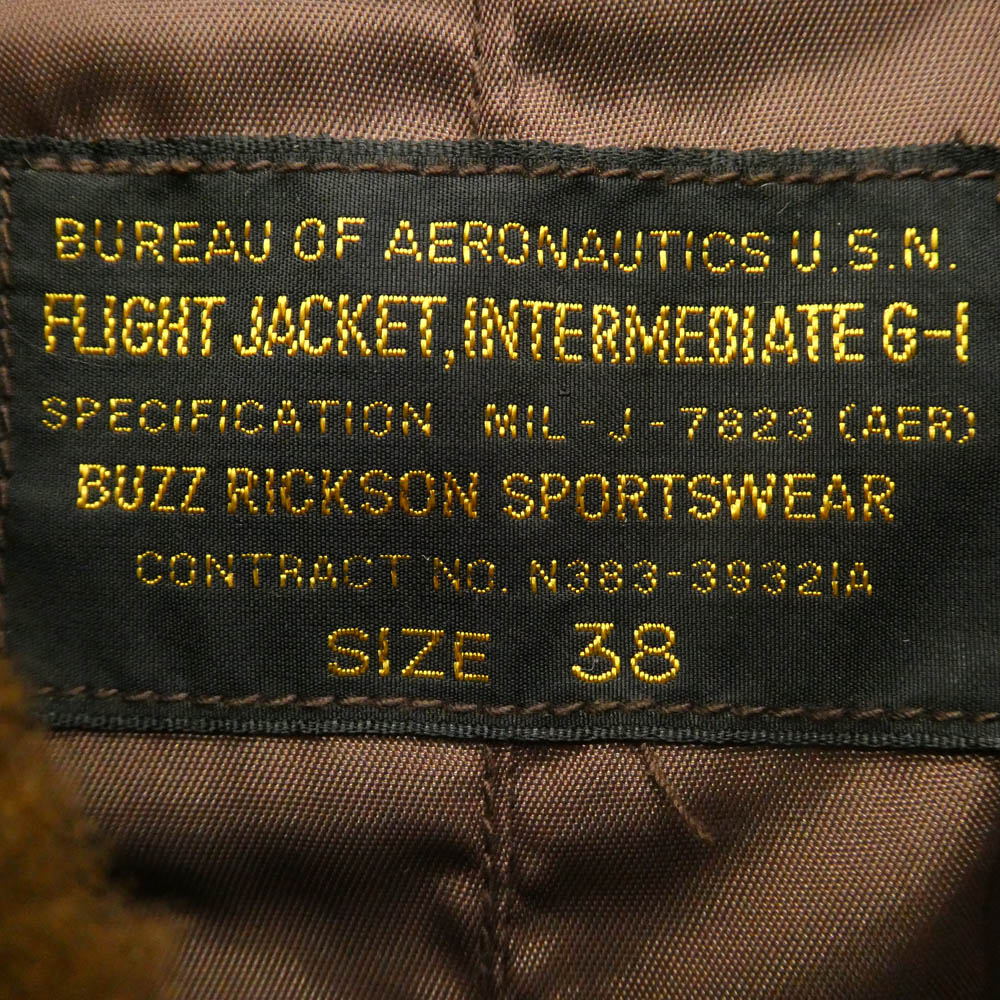 BUREAU OF AERONAUTICS U.S.N.
FLIGHT JACKET, INTERMEDIATE G-1
SPECIFICATION MIL-J-7823 (AER)
BUZZ RICKSON SPORTSWEAR
CONTRACT NO. N383-39321A
SIZE 38